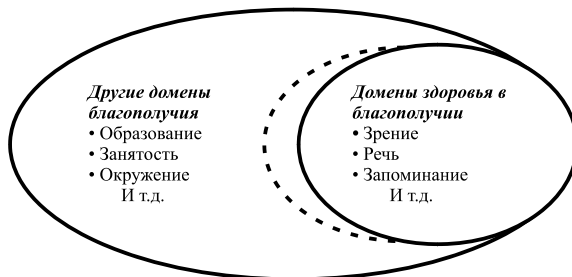 Другие домены
благополучия
• Образование
• Занятость
• Окружение
И т.д.
Домены здоровья в
благополучии
• Зрение
• Речь
• Запоминание
И т.д.